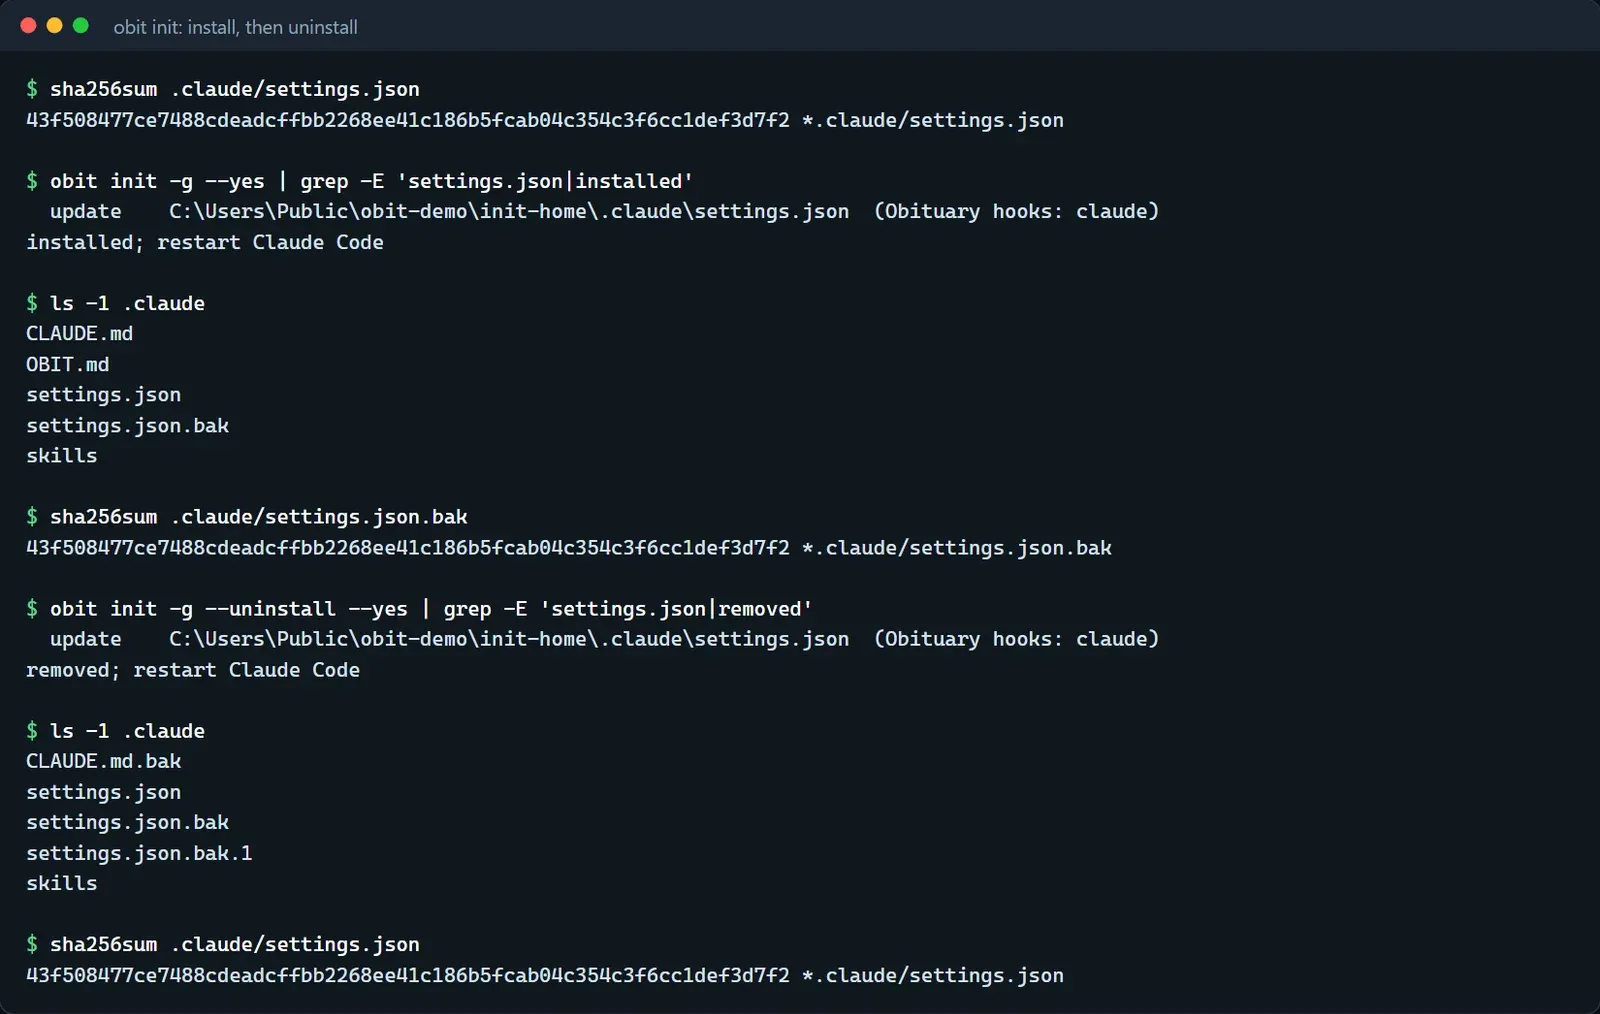 obit init: install, then uninstall
$ sha256sum .claude/settings.json
43f508477ce7488cdeadcffbb2268ee41c186b5fcab04c354c3f6cc1def3d7f2 *.claude/settings.json
$ obit init -g --yes | grep -E 'settings.json|installed'
  update    C:\Users\Public\obit-demo\init-home\.claude\settings.json  (Obituary hooks: claude)
installed; restart Claude Code
$ ls -1 .claude
CLAUDE.md
OBIT.md
settings.json
settings.json.bak
skills
$ sha256sum .claude/settings.json.bak
43f508477ce7488cdeadcffbb2268ee41c186b5fcab04c354c3f6cc1def3d7f2 *.claude/settings.json.bak
$ obit init -g --uninstall --yes | grep -E 'settings.json|removed'
  update    C:\Users\Public\obit-demo\init-home\.claude\settings.json  (Obituary hooks: claude)
removed; restart Claude Code
$ ls -1 .claude
CLAUDE.md.bak
settings.json
settings.json.bak
settings.json.bak.1
skills
$ sha256sum .claude/settings.json
43f508477ce7488cdeadcffbb2268ee41c186b5fcab04c354c3f6cc1def3d7f2 *.claude/settings.json